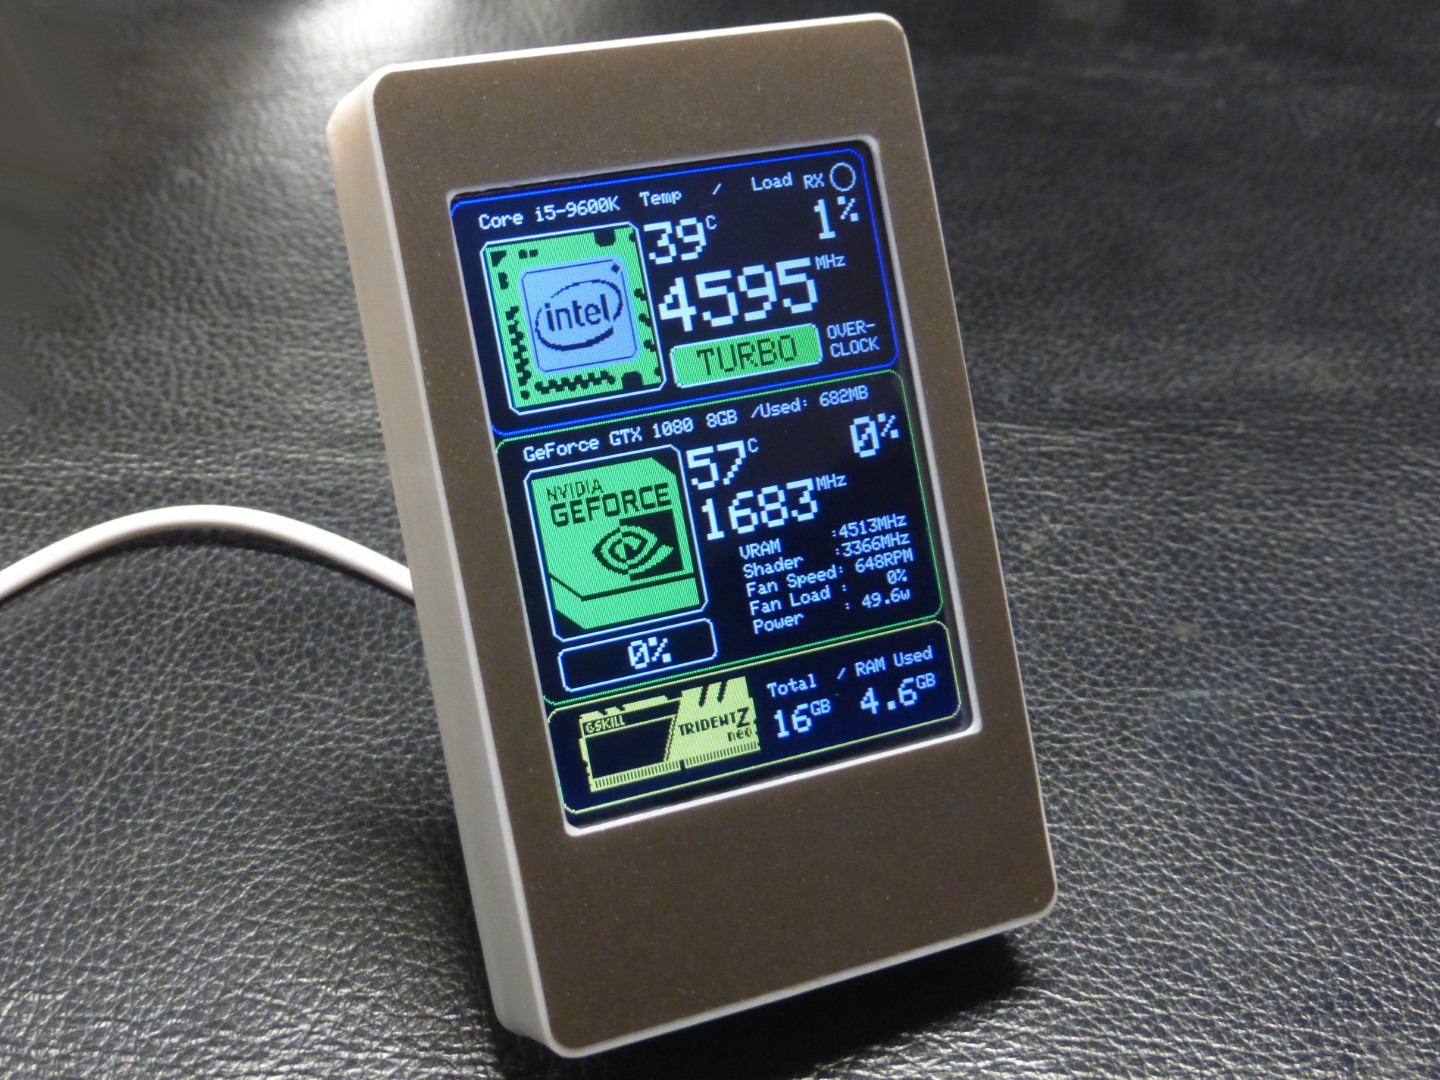 Core i5-9600K Temp / Load RX
39C 1%
intel
4595MHz
TURBO OVER-
CLOCK
GeForce GTX 1080 8GB /Used: 682MB
57C 0%
NVIDIA
GEFORCE
1683MHz
VRAM :4513MHz
Shader :3366MHz
Fan Speed: 648RPM
Fan Load : 0%
Power : 49.6w
0%
Total / RAM Used
16GB 4.6GB
G.SKILL
TRIDENTZ
neo